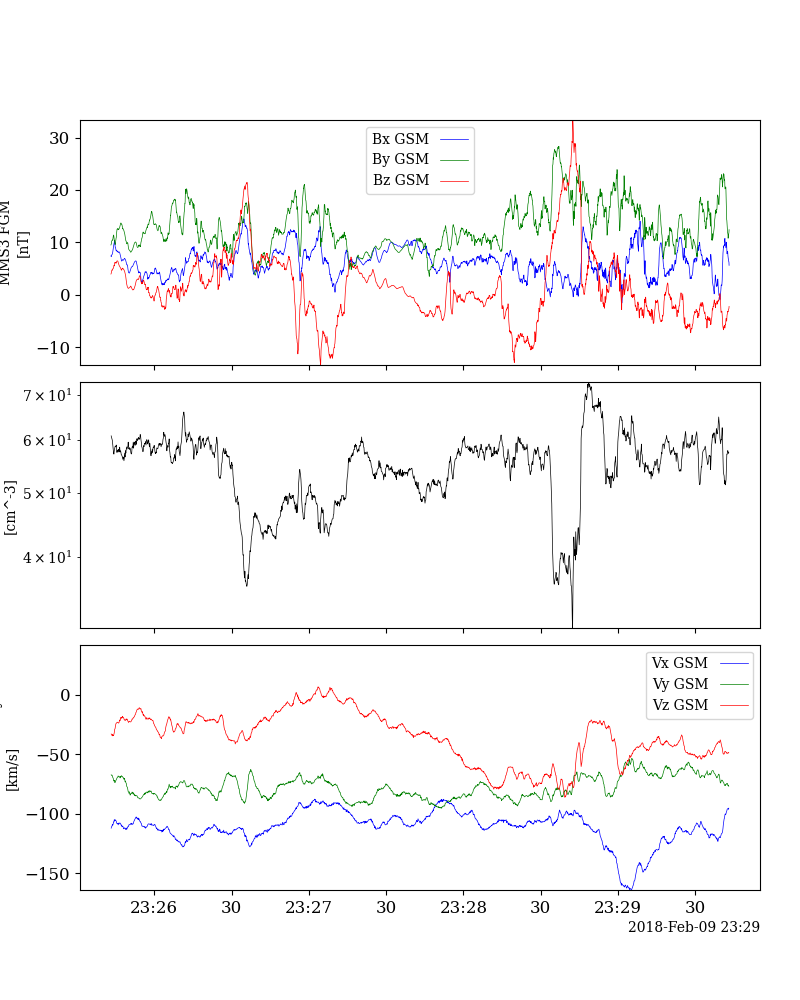 MMS3 FGM
[nT]
30
20
10
0
−10
Bx GSM
By GSM
Bz GSM
[cm^-3]
7 × 10¹
6 × 10¹
5 × 10¹
4 × 10¹
[km/s]
0
−50
−100
−150
Vx GSM
Vy GSM
Vz GSM
23:26 30 23:27 30 23:28 30 23:29 30
2018-Feb-09 23:29